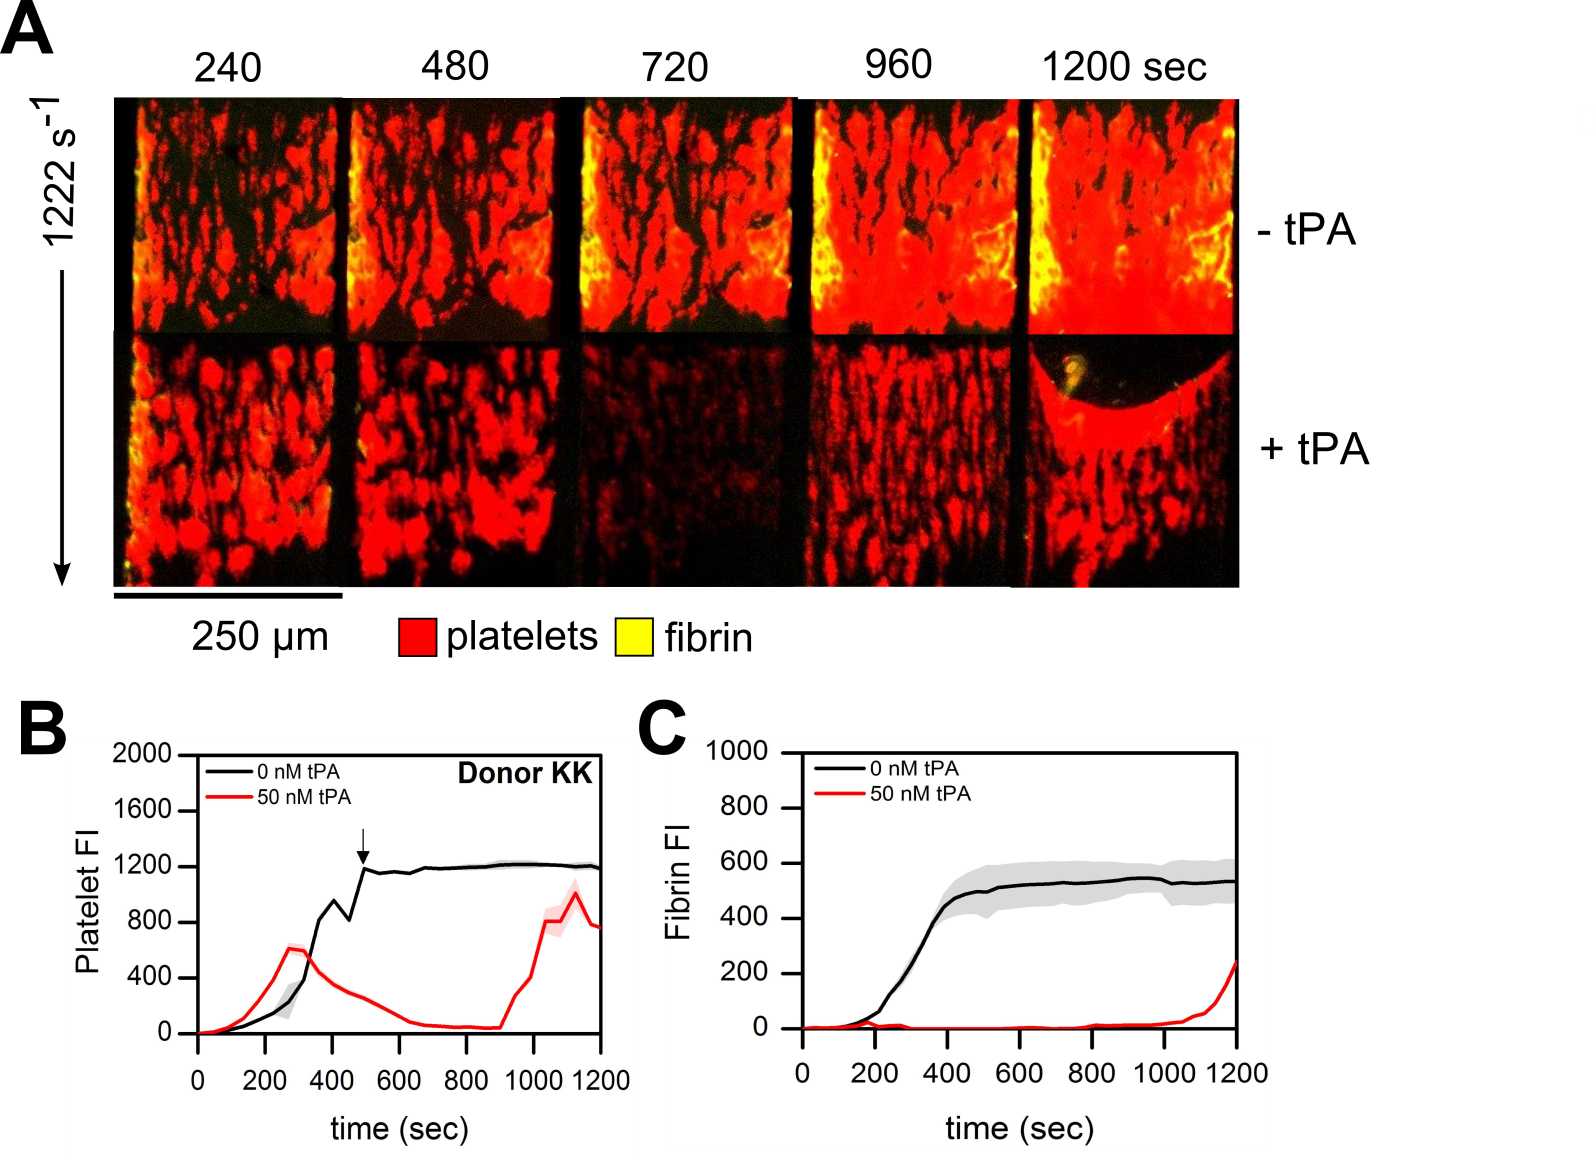 A
240 480 720 960 1200 sec
1222 s-1
- tPA
+ tPA
250 µm platelets fibrin
B
2000
1600
1200
800
400
0
Platelet FI
0 nM tPA
50 nM tPA
Donor KK
0 200 400 600 800 1000 1200
time (sec)
C
1000
800
600
400
200
0
Fibrin FI
0 nM tPA
50 nM tPA
0 200 400 600 800 1000 1200
time (sec)